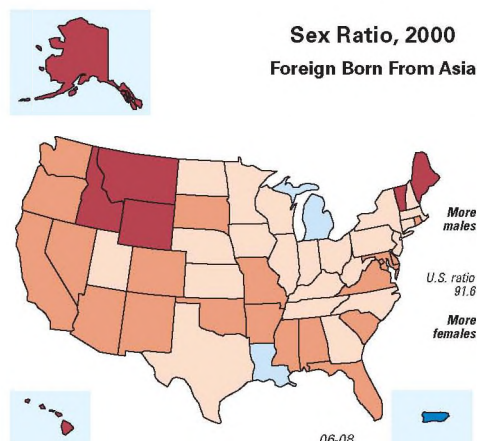 Sex Ratio, 2000
Foreign Born From Asia
More
males
U.S. ratio
91.6
More
females
06-08